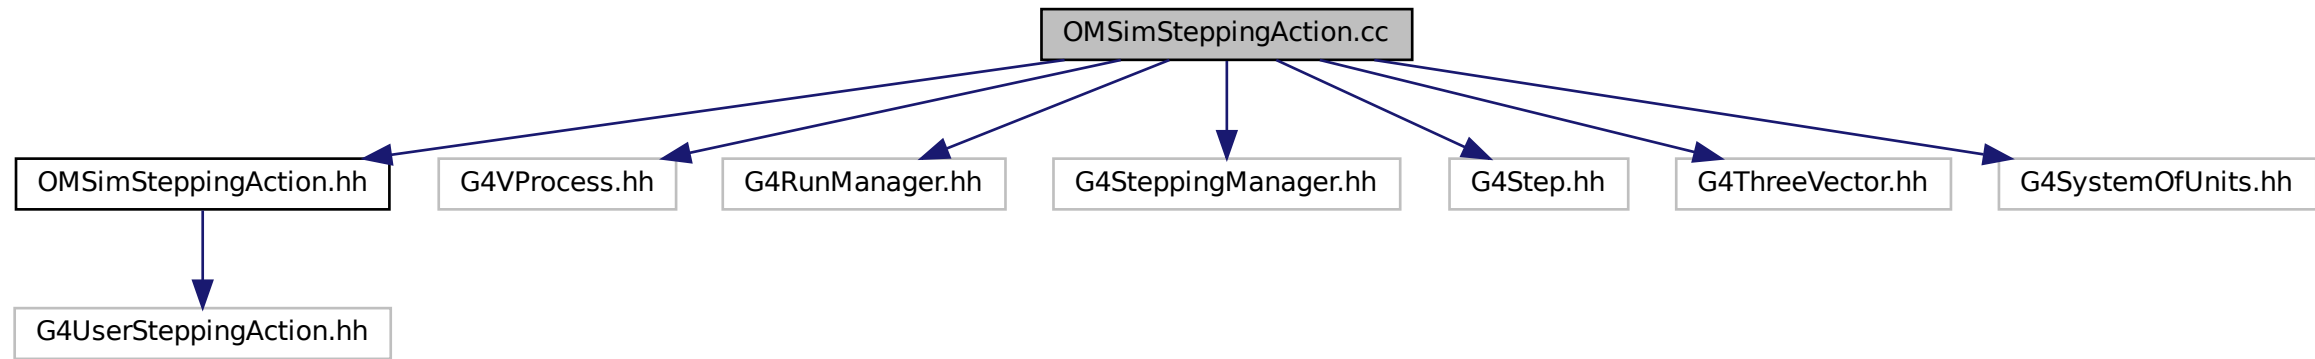 OMSimSteppingAction.cc
OMSimSteppingAction.hh
G4VProcess.hh
G4RunManager.hh
G4SteppingManager.hh
G4Step.hh
G4ThreeVector.hh
G4SystemOfUnits.hh
G4UserSteppingAction.hh